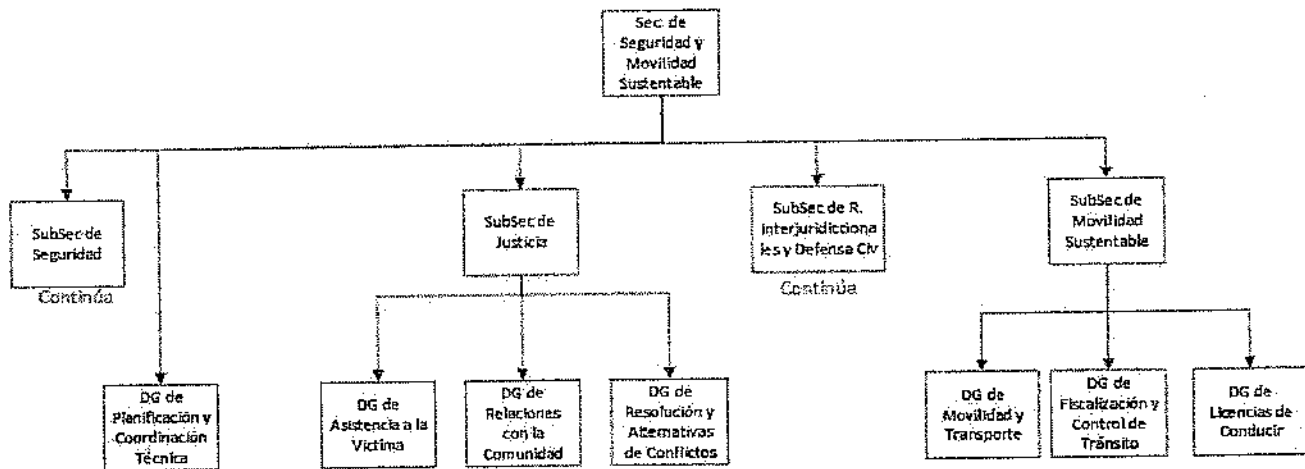 Sec. de
Seguridad y
Movilidad
Sustentable
SubSec de
Seguridad
Continúa
SubSec de
Justicia
SubSec de R.
Interjuridicciona
les y Defensa Civ
Continúa
SubSec de
Movilidad
Sustentable
DG de
Planificación y
Coordinación
Técnica
DG de
Asistencia a la
Víctima
DG de
Relaciones
con la
Comunidad
DG de
Resolución y
Alternativas
de Conflictos
DG de
Movilidad y
Transporte
DG de
Fiscalización y
Control de
Tránsito
DG de
Licencias de
Conducir